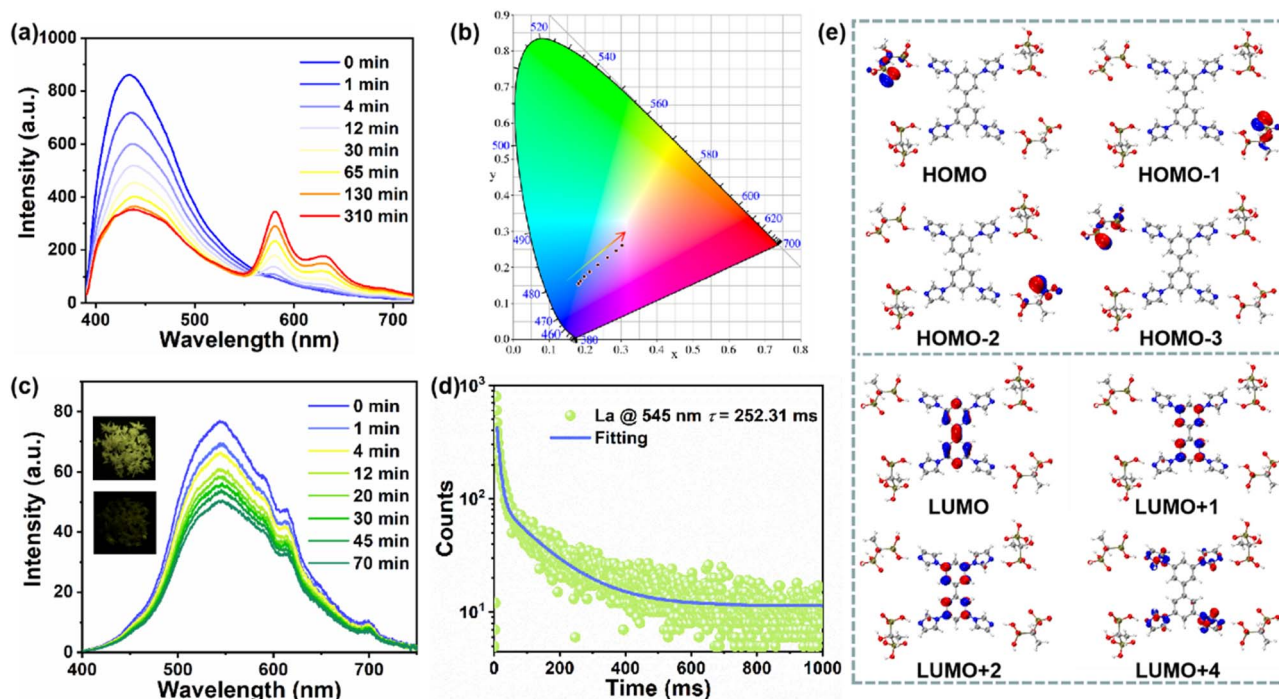 (a)
1000
800
600
400
200
0
Intensity (a.u.)
0 min
1 min
4 min
12 min
30 min
65 min
130 min
310 min
400 500 600 700
Wavelength (nm)
(b)
0.9
0.8
0.7
0.6
0.5
0.4
0.3
0.2
0.1
0.0
y
520
540
560
580
600
620
700
500
490
480
470
460
380
0.0 0.1 0.2 0.3 0.4 0.5 0.6 0.7 0.8
x
(c)
80
60
40
20
0
Intensity (a.u.)
0 min
1 min
4 min
12 min
20 min
30 min
45 min
70 min
400 500 600 700
Wavelength (nm)
(d)
10³
10²
10¹
Counts
La @ 545 nm τ = 252.31 ms
Fitting
0 200 400 600 800 1000
Time (ms)
(e)
HOMO HOMO-1
HOMO-2 HOMO-3
LUMO LUMO+1
LUMO+2 LUMO+4